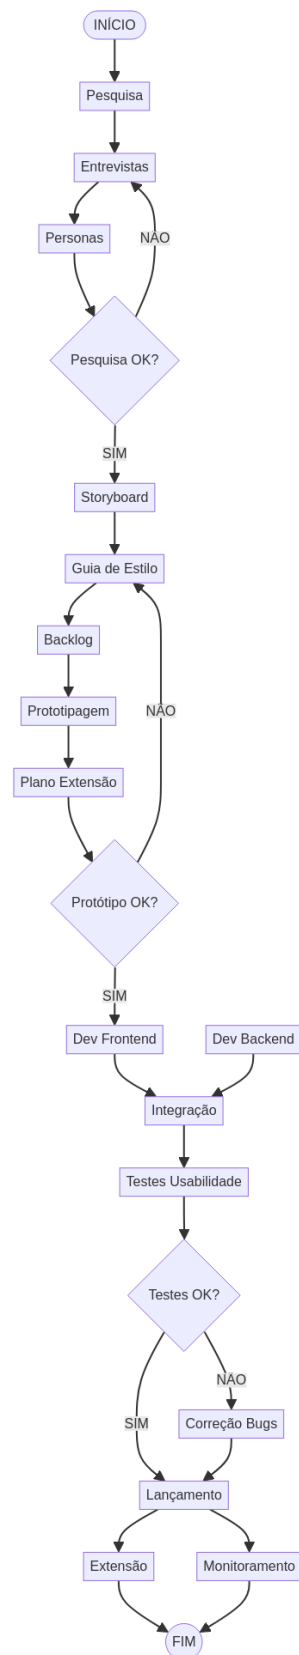 INÍCIO
Pesquisa
Entrevistas
Personas
NÃO
Pesquisa OK?
SIM
Storyboard
Guia de Estilo
Backlog
Prototipagem
NÃO
Plano Extensão
Protótipo OK?
SIM
Dev Frontend
Dev Backend
Integração
Testes Usabilidade
Testes OK?
NÃO
SIM
Correção Bugs
Lançamento
Extensão
Monitoramento
FIM